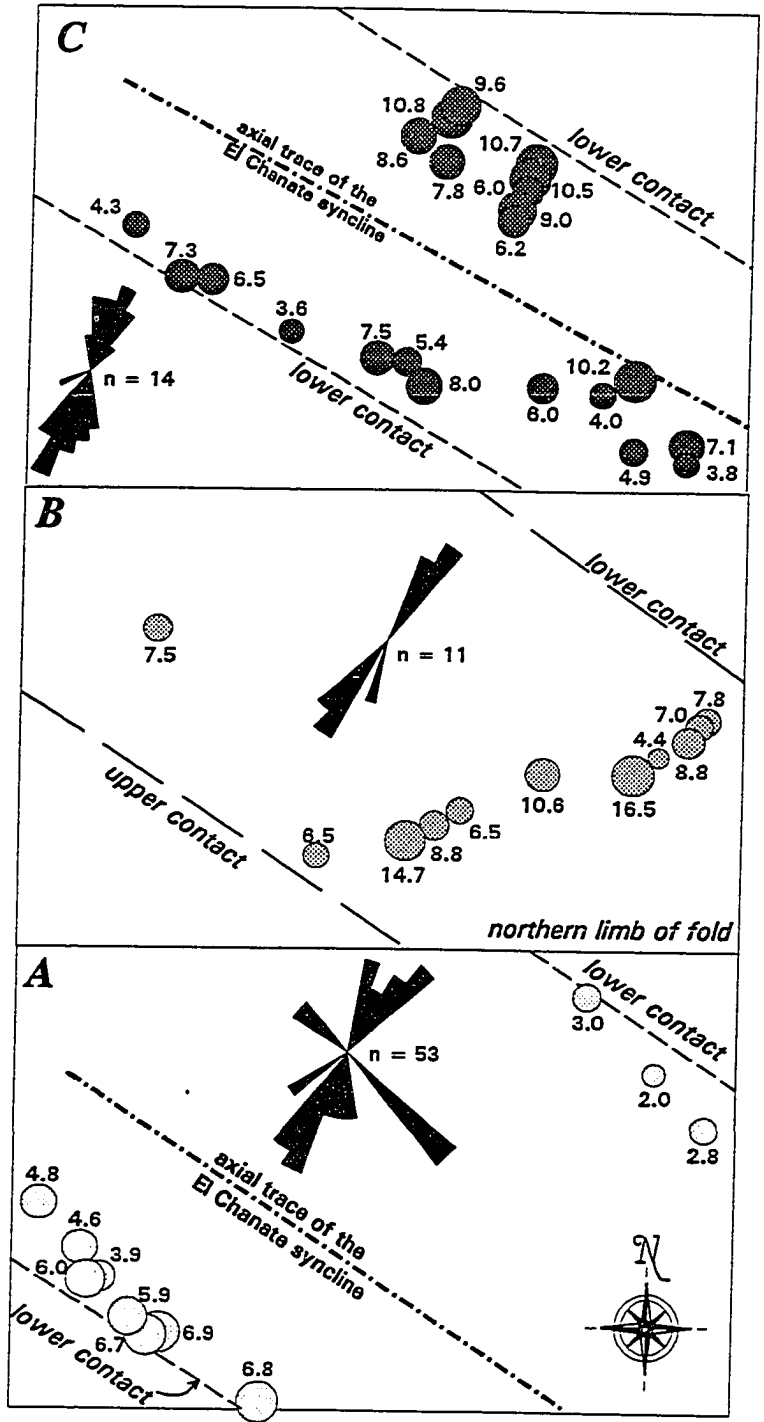 C
9.6
10.8
8.6
7.8
10.7
6.0
10.5
9.0
6.2
lower contact
axial trace of the
El Chanate syncline
4.3
7.3
6.5
3.6
7.5
5.4
8.0
10.2
6.0
4.0
7.1
4.9
3.8
n = 14
lower contact
B
lower contact
7.5
n = 11
upper contact
7.8
7.0
4.4
8.8
10.6
16.5
6.5
14.7
8.8
6.5
northern limb of fold
A
lower contact
3.0
n = 53
2.0
2.8
axial trace of the
El Chanate syncline
4.8
4.6
6.0
3.9
5.9
6.7
6.9
6.8
lower contact
N